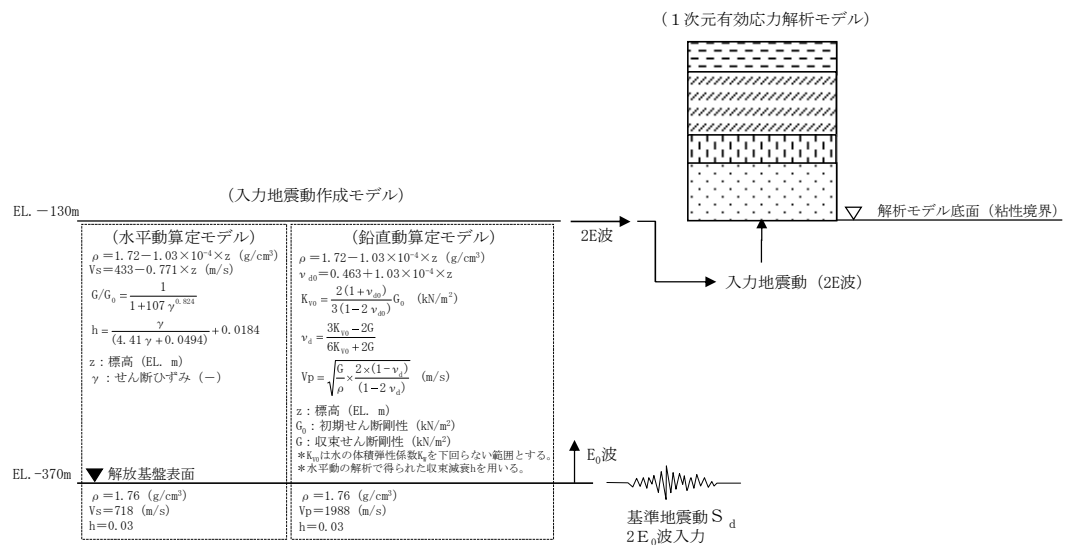 (1次元有効応力解析モデル)
(入力地震動作成モデル)
EL.-130m
2E波
▽ 解析モデル底面(粘性境界)
入力地震動(2E波)
(水平動算定モデル)
ρ=1.72-1.03×10⁻⁴×z (g/cm³)
Vs=433-0.771×z (m/s)
G/G₀ = 1/(1+107γ^0.824)
h = γ/(4.41γ+0.0494) +0.0184
z:標高(EL. m)
γ:せん断ひずみ(-)
(鉛直動算定モデル)
ρ=1.72-1.03×10⁻⁴×z (g/cm³)
ν_d0=0.463+1.03×10⁻⁴×z
K_V0 = 2(1+ν_d0)/3(1-2ν_d0) G₀ (kN/m²)
ν_d = (3K_V0-2G)/(6K_V0+2G)
Vp = √(G/ρ × 2×(1-ν_d)/(1-2ν_d)) (m/s)
z:標高(EL. m)
G₀:初期せん断剛性(kN/m²)
G:収束せん断剛性(kN/m²)
*K_V0は水の体積弾性係数K_Wを下回らない範囲とする。
*水平動の解析で得られた収束減衰hを用いる。
EL.-370m ▼ 解放基盤表面
E₀波
ρ=1.76 (g/cm³)
Vs=718 (m/s)
h=0.03
ρ=1.76 (g/cm³)
Vp=1988 (m/s)
h=0.03
基準地震動S_d
2E₀波入力